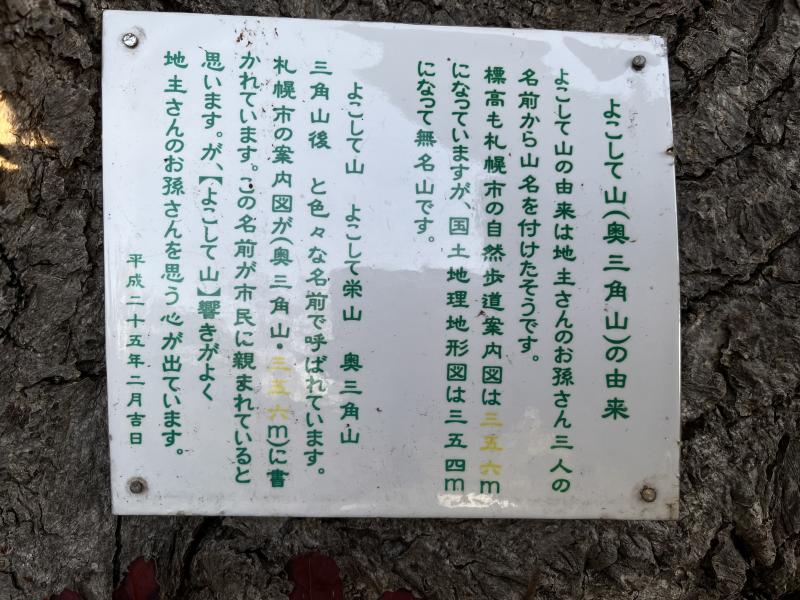 よこして山(奥三角山)の由来
よこして山の由来は地主さんのお孫さん三人の
名前から山名を付けたそうです。
標高も札幌市の自然歩道案内図は三五六m
になっていますが、国土地理地形図は三五四m
になって無名山です。
よこして山 よこして栄山 奥三角山
三角山後 と色々な名前で呼ばれています。
札幌市の案内図が(奥三角山・三五六m)に書
かれています。この名前が市民に親まれていると
思います。が、【よこして山】響きがよく
地主さんのお孫さんを思う心が出ています。
平成二十五年二月吉日